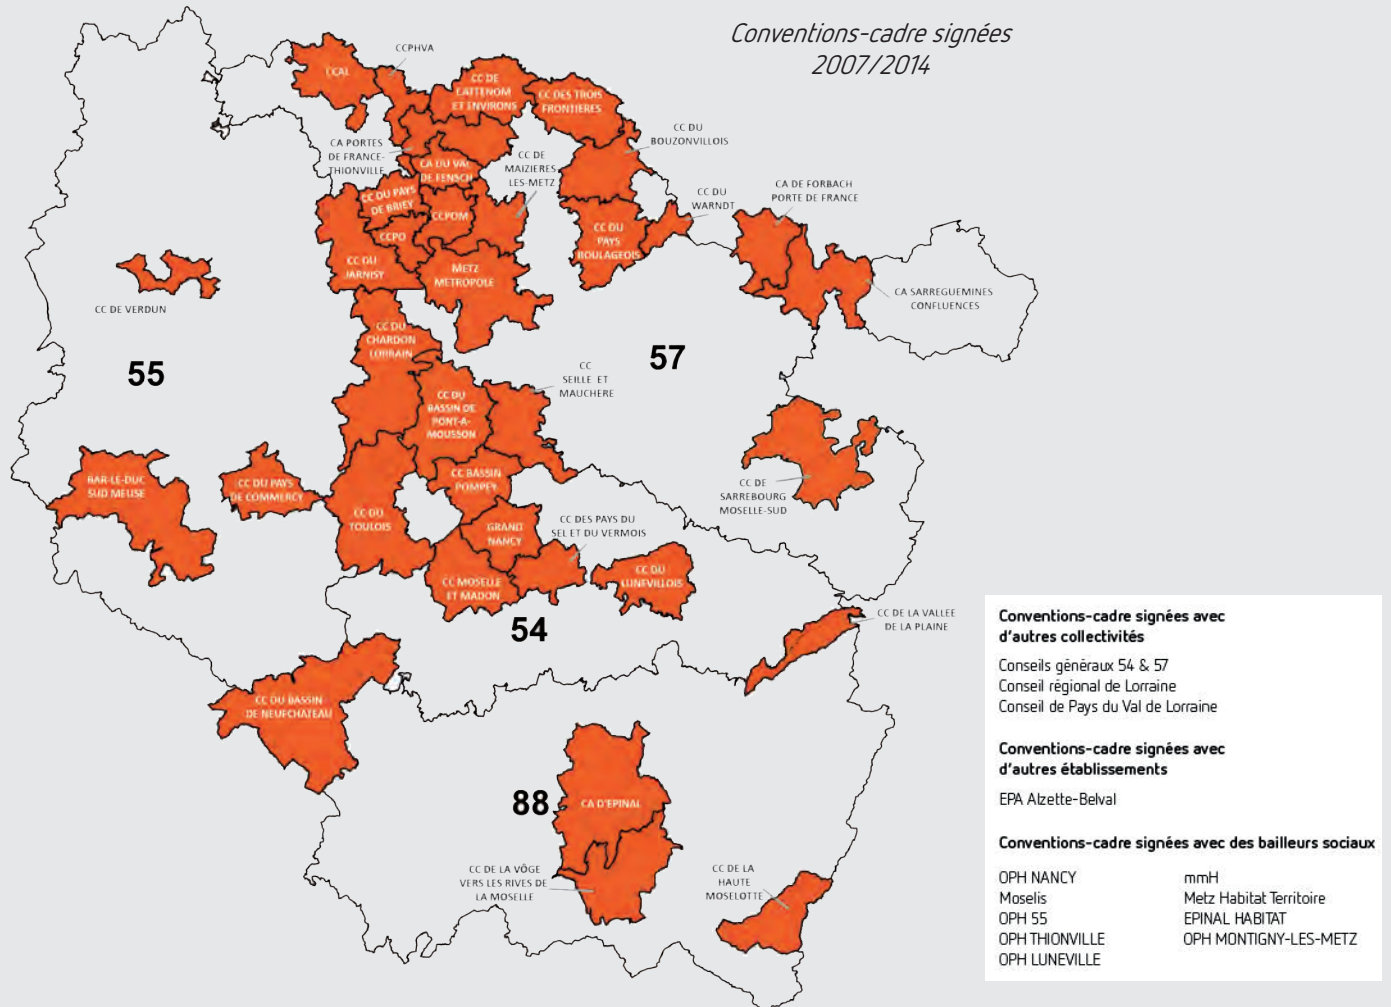 Conventions-cadre signées
2007/2014
CCAL
CCPHVA
CC DE
CATTENOM
ET ENVIRONS
CC DES TROIS
FRONTIERES
CC DU
BOUZONVILLOIS
CA PORTES
DE FRANCE-
THIONVILLE
CA DU VAL
DE FENSCH
CC DE
MAIZIERES
LES-METZ
CC DU
WARNDT
CA DE FORBACH
PORTE DE FRANCE
CC DU PAYS
DE BRIEY
CCPOM
CCPO
CC DU
JARNISY
METZ
METROPOLE
CC DU
PAYS
BOULAGEOIS
CA SARREGUEMINES
CONFLUENCES
CC DE VERDUN
CC DU
CHARDON
LORRAIN
55
57
CC
SEILLE ET
MAUCHERE
CC DU
BASSIN DE
PONT-A-
MOUSSON
BAR-LE-DUC
SUD MEUSE
CC DU PAYS
DE COMMERCY
CC BASSIN
POMPEY
CC DE
SARREBOURG
MOSELLE-SUD
CC DU
TOULOIS
GRAND
NANCY
CC DES PAYS DU
SEL ET DU VERMOIS
CC MOSELLE
ET MADON
CC DU
LUNEVILLOIS
54
CC DE LA VALLEE
DE LA PLAINE
CC DU BASSIN
DE NEUFCHATEAU
88
CA D'EPINAL
CC DE LA VÔGE
VERS LES RIVES DE
LA MOSELLE
CC DE LA
HAUTE
MOSELOTTE
Conventions-cadre signées avec
d'autres collectivités
Conseils généraux 54 & 57
Conseil régional de Lorraine
Conseil de Pays du Val de Lorraine
Conventions-cadre signées avec
d'autres établissements
EPA Alzette-Belval
Conventions-cadre signées avec des bailleurs sociaux
OPH NANCY
Moselis
OPH 55
OPH THIONVILLE
OPH LUNEVILLE
mmH
Metz Habitat Territoire
EPINAL HABITAT
OPH MONTIGNY-LES-METZ